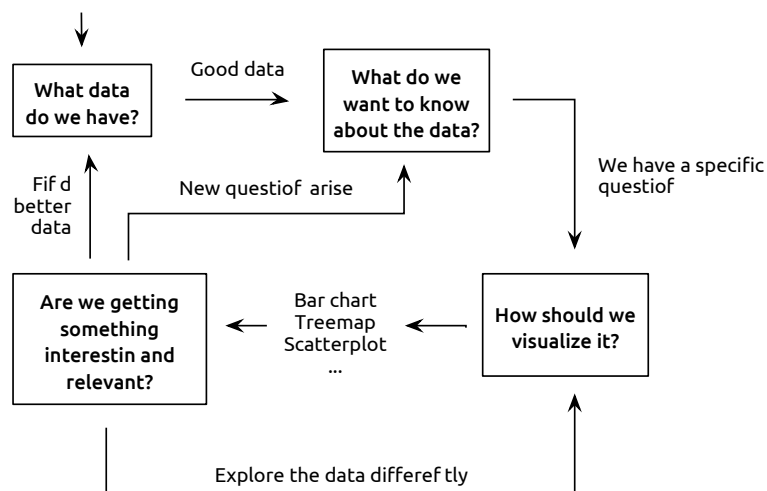 What data
do we have?
Good data
What do we
want to know
about the data?
We have a specific
questiof
How should we
visualize it?
Bar chart
Treemap
Scatterplot
...
Are we getting
something
interestin and
relevant?
Fif d
better
data
New questiof arise
Explore the data differef tly